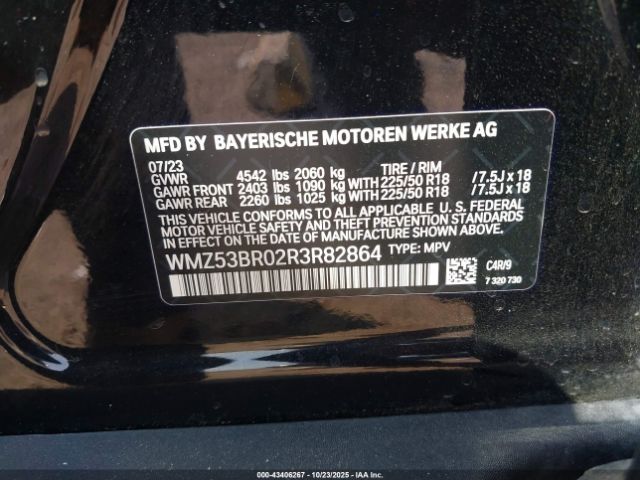 MFD BY BAYERISCHE MOTOREN WERKE AG
07/23 TIRE / RIM
GVWR 4542 lbs 2060 kg
GAWR FRONT 2403 lbs 1090 kg WITH 225/50 R18 /7.5J x 18
GAWR REAR 2260 lbs 1025 kg WITH 225/50 R18 /7.5J x 18
THIS VEHICLE CONFORMS TO ALL APPLICABLE U. S. FEDERAL
MOTOR VEHICLE SAFETY AND THEFT PREVENTION STANDARDS
IN EFFECT ON THE DATE OF MANUFACTURE SHOWN ABOVE.
WMZ53BR02R3R82864 TYPE: MPV
C4R/9
7 320 730
000-43406267 - 10/23/2025 - IAAI.COM